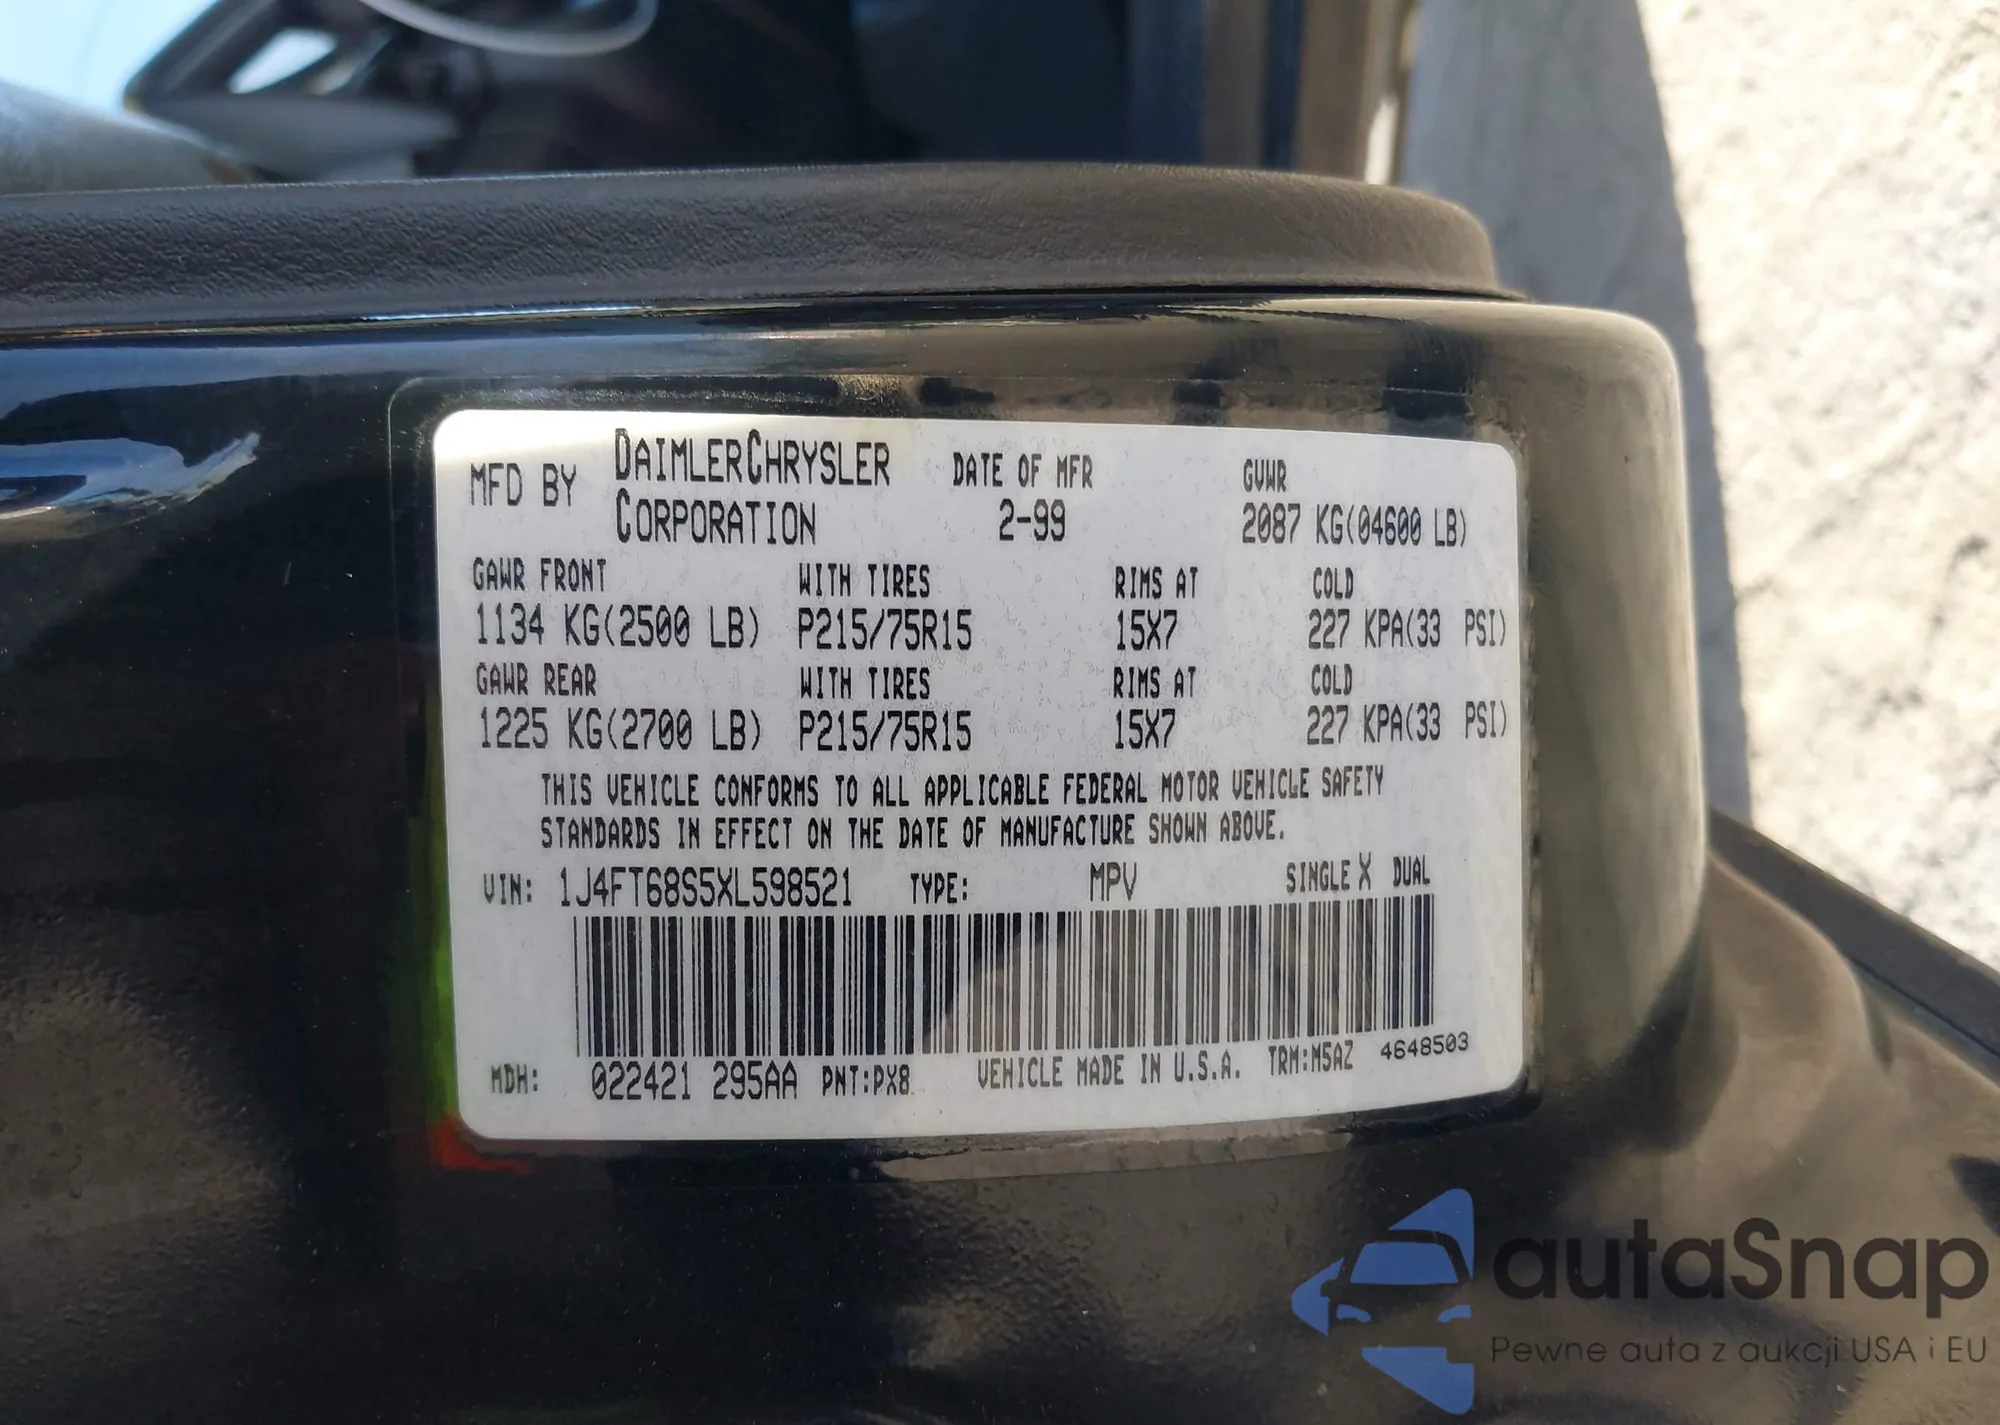 MFD BY DAIMLERCHRYSLER CORPORATION DATE OF MFR 2-99 GVWR 2087 KG(04600 LB)
GAWR FRONT WITH TIRES RIMS AT COLD
1134 KG(2500 LB) P215/75R15 15X7 227 KPA(33 PSI)
GAWR REAR WITH TIRES RIMS AT COLD
1225 KG(2700 LB) P215/75R15 15X7 227 KPA(33 PSI)
THIS VEHICLE CONFORMS TO ALL APPLICABLE FEDERAL MOTOR VEHICLE SAFETY
STANDARDS IN EFFECT ON THE DATE OF MANUFACTURE SHOWN ABOVE.
VIN: 1J4FT68S5XL598521 TYPE: MPV SINGLE X DUAL
MDH: 022421 295AA PNT:PX8 VEHICLE MADE IN U.S.A. TRM:M5AZ 4648503
autaSnap
Pewne auta z aukcji USA i EU